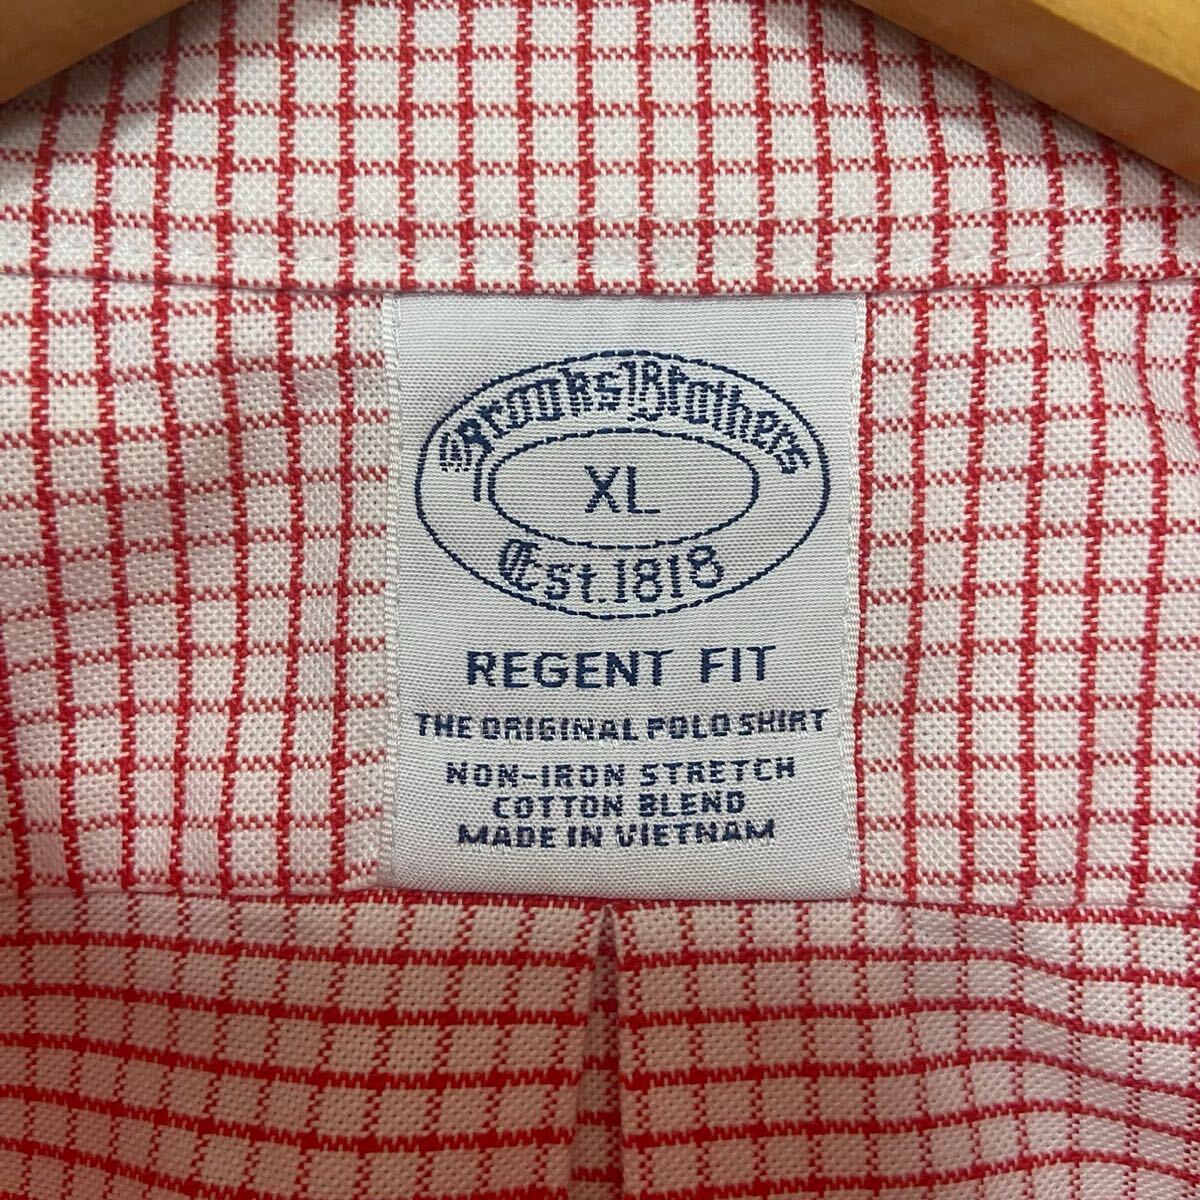 Brooks Brothers
XL
Est. 1818
REGENT FIT
THE ORIGINAL POLO SHIRT
NON-IRON STRETCH
COTTON BLEND
MADE IN VIETNAM